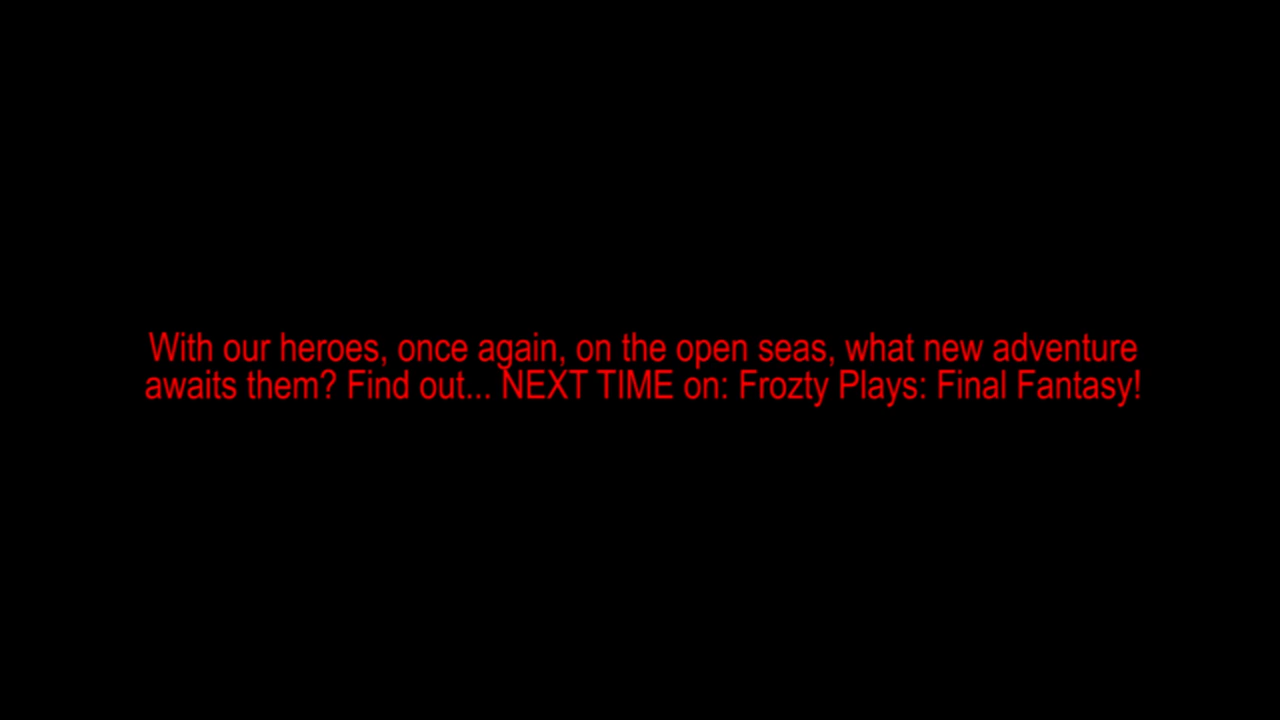 With our heroes, once again, on the open seas, what new adventure
awaits them? Find out... NEXT TIME on: Frozty Plays: Final Fantasy!